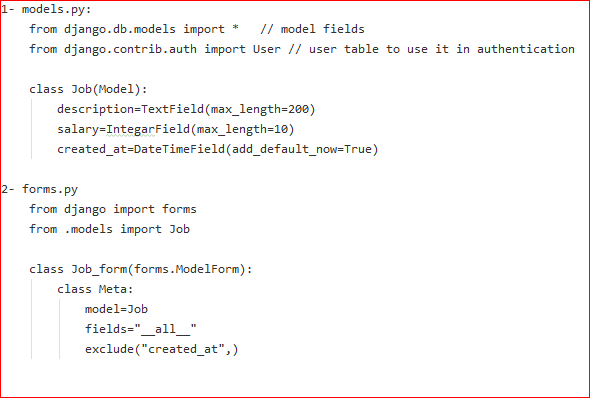 1- models.py:
from django.db.models import *   // model fields
from django.contrib.auth import User // user table to use it in authentication
class Job(Model):
description=TextField(max_length=200)
salary=IntegarField(max_length=10)
created_at=DateTimeField(add_default_now=True)
2- forms.py
from django import forms
from .models import Job
class Job_form(forms.ModelForm):
class Meta:
model=Job
fields="__all__"
exclude("created_at",)